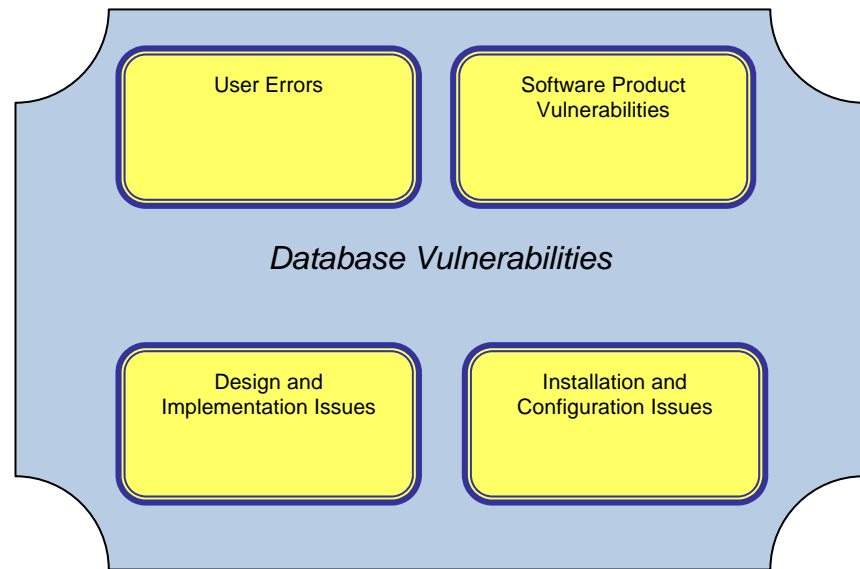 User Errors
Software Product
Vulnerabilities
Database Vulnerabilities
Design and
Implementation Issues
Installation and
Configuration Issues